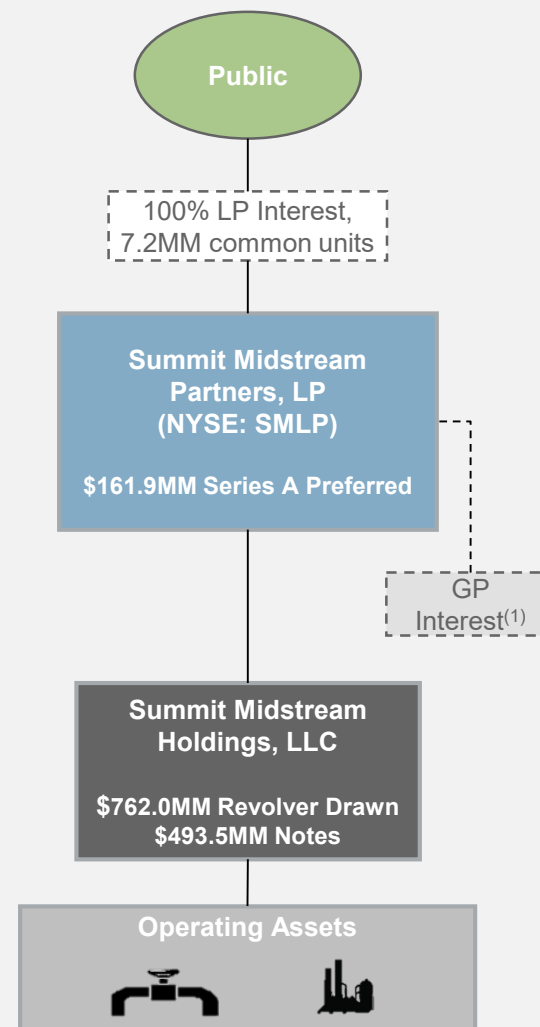 Public
100% LP Interest,
7.2MM common units
Summit Midstream
Partners, LP
(NYSE: SMLP)
$161.9MM Series A Preferred
GP
Interest(1)
Summit Midstream
Holdings, LLC
$762.0MM Revolver Drawn
$493.5MM Notes
Operating Assets